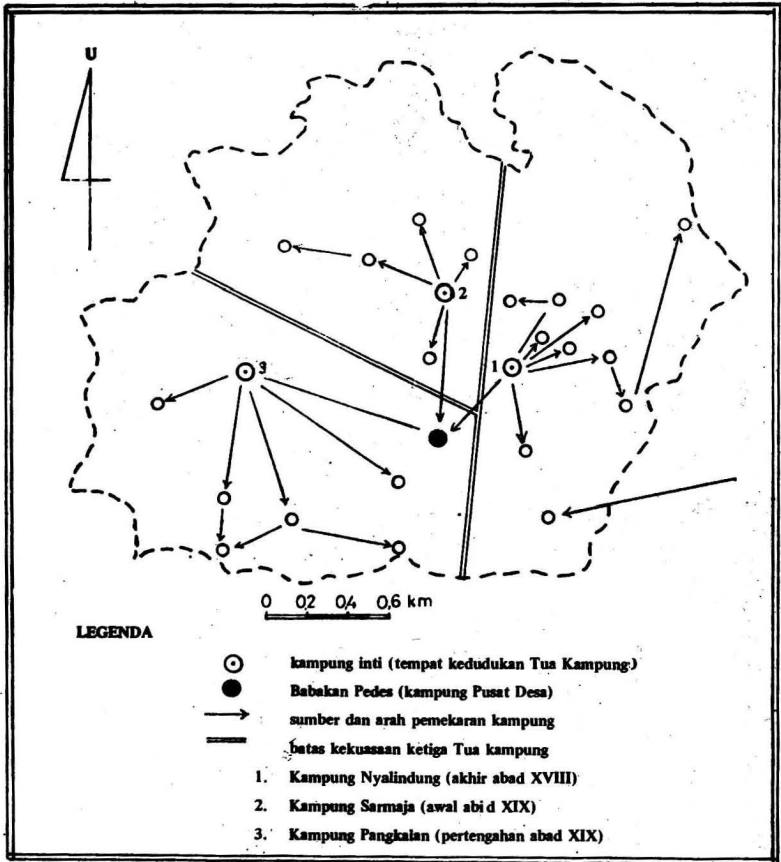 U
2
1
3
0 0,2 0,4 0,6 km
LEGENDA
kampung inti (tempat kedudukan Tua Kampung)
Babakan Pedes (kampung Pusat Desa)
sumber dan arah pemekaran kampung
batas kekuasaan ketiga Tua kampung
1. Kampung Nyalindung (akhir abad XVIII)
2. Kampung Sarmaja (awal abid XIX)
3. Kampung Pangkalan (pertengahan abad XIX)